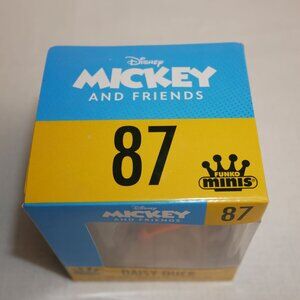 Disney
MICKEY
AND FRIENDS
87
FUNKO
minis
Disney
MICKEY
AND FRIENDS
87
DAISY DUCK